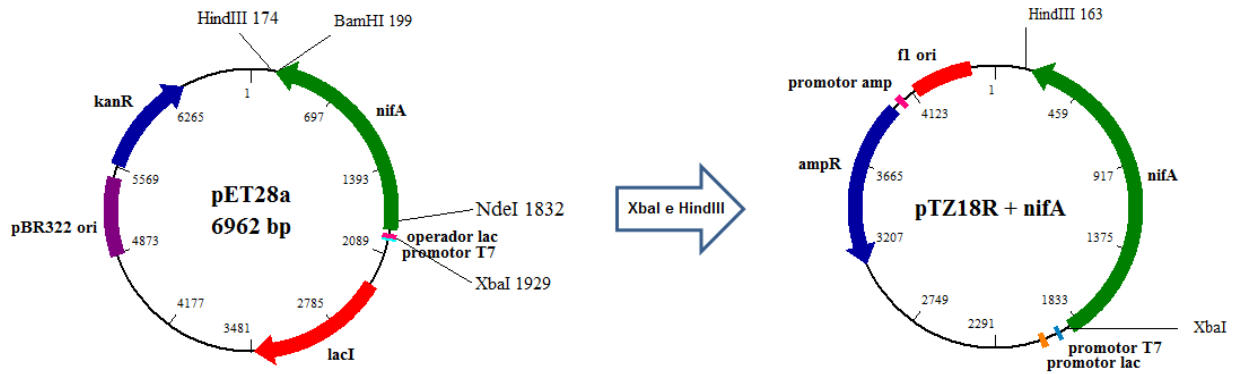 HindIII 174
BamHI 199
kanR
1
6265
697
nifA
5569
1393
pET28a
6962 bp
NdeI 1832
pBR322 ori
4873
2089
operador lac
promotor T7
XbaI 1929
4177
2785
3481
lacI
XbaI e HindIII
HindIII 163
f1 ori
promotor amp
1
4123
459
ampR
3665
917
nifA
pTZ18R + nifA
3207
1375
2749
1833
2291
XbaI
promotor T7
promotor lac